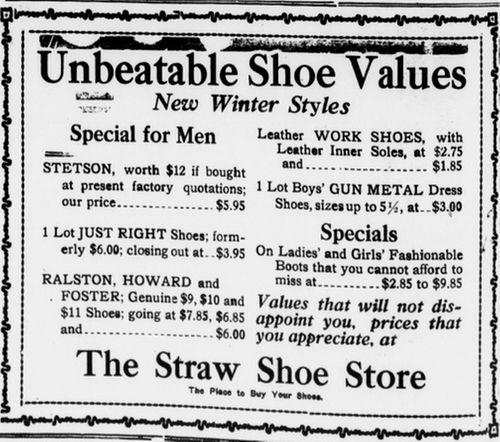 Unbeatable Shoe Values
New Winter Styles
Special for Men
STETSON, worth $12 if bought
at present factory quotations;
our price...............$5.95
1 Lot JUST RIGHT Shoes; form-
erly $6.00; closing out at..$3.95
RALSTON, HOWARD and
FOSTER; Genuine $9, $10 and
$11 Shoes; going at $7.85, $6.85
and.....................$6.00
Leather WORK SHOES, with
Leather Inner Soles, at $2.75
and.....................$1.85
1 Lot Boys' GUN METAL Dress
Shoes, sizes up to 5½, at..$3.00
Specials
On Ladies' and Girls' Fashionable
Boots that you cannot afford to
miss at..........$2.85 to $9.85
Values that will not dis-
appoint you, prices that
you appreciate, at
The Straw Shoe Store
The Place to Buy Your Shoes.